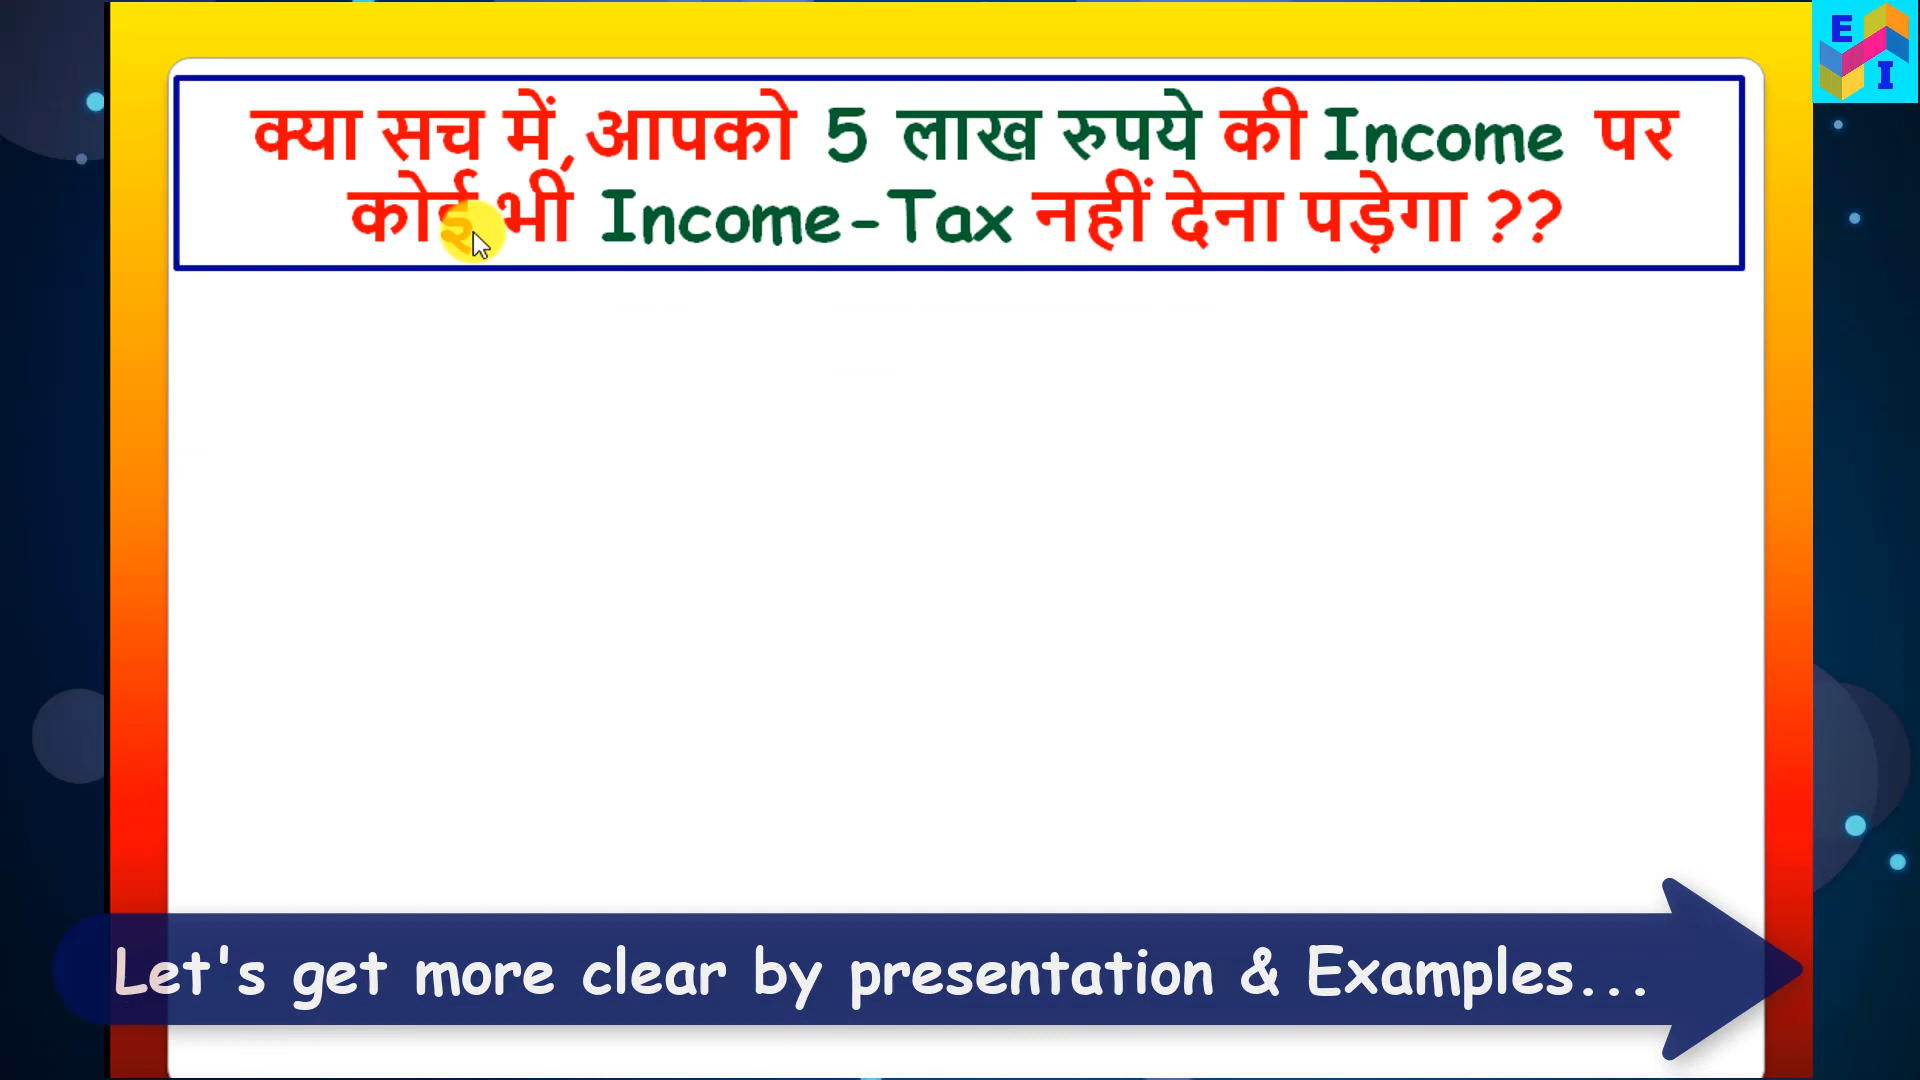 E
I
क्या सच में,आपको 5 लाख रुपये की Income पर
कोई भी Income-Tax नहीं देना पड़ेगा ??
Let's get more clear by presentation & Examples...